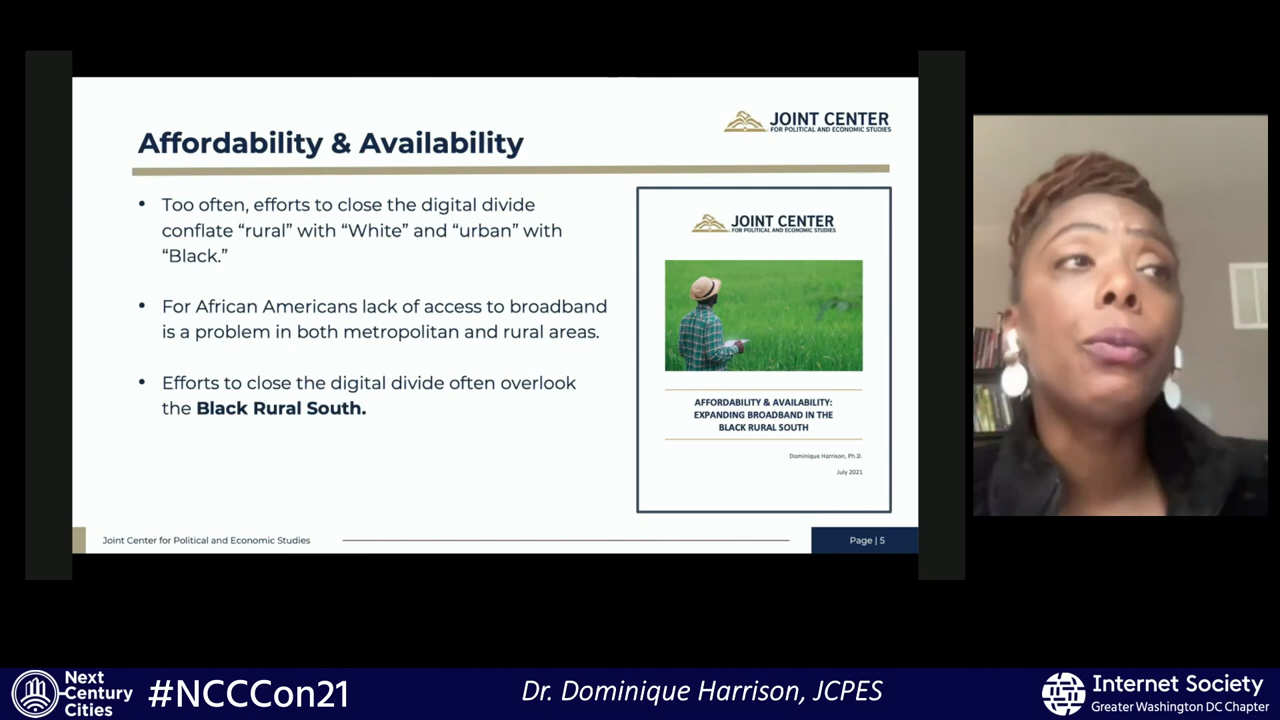 Affordability & Availability
JOINT CENTER
FOR POLITICAL AND ECONOMIC STUDIES
• Too often, efforts to close the digital divide
conflate “rural” with “White” and “urban” with
“Black.”
• For African Americans lack of access to broadband
is a problem in both metropolitan and rural areas.
• Efforts to close the digital divide often overlook
the Black Rural South.
JOINT CENTER
FOR POLITICAL AND ECONOMIC STUDIES
AFFORDABILITY & AVAILABILITY:
EXPANDING BROADBAND IN THE
BLACK RURAL SOUTH
Dominique Harrison, Ph.D.
July 2021
Joint Center for Political and Economic Studies
Page | 5
Next
Century
Cities
#NCCCon21
Dr. Dominique Harrison, JCPES
Internet Society
Greater Washington DC Chapter